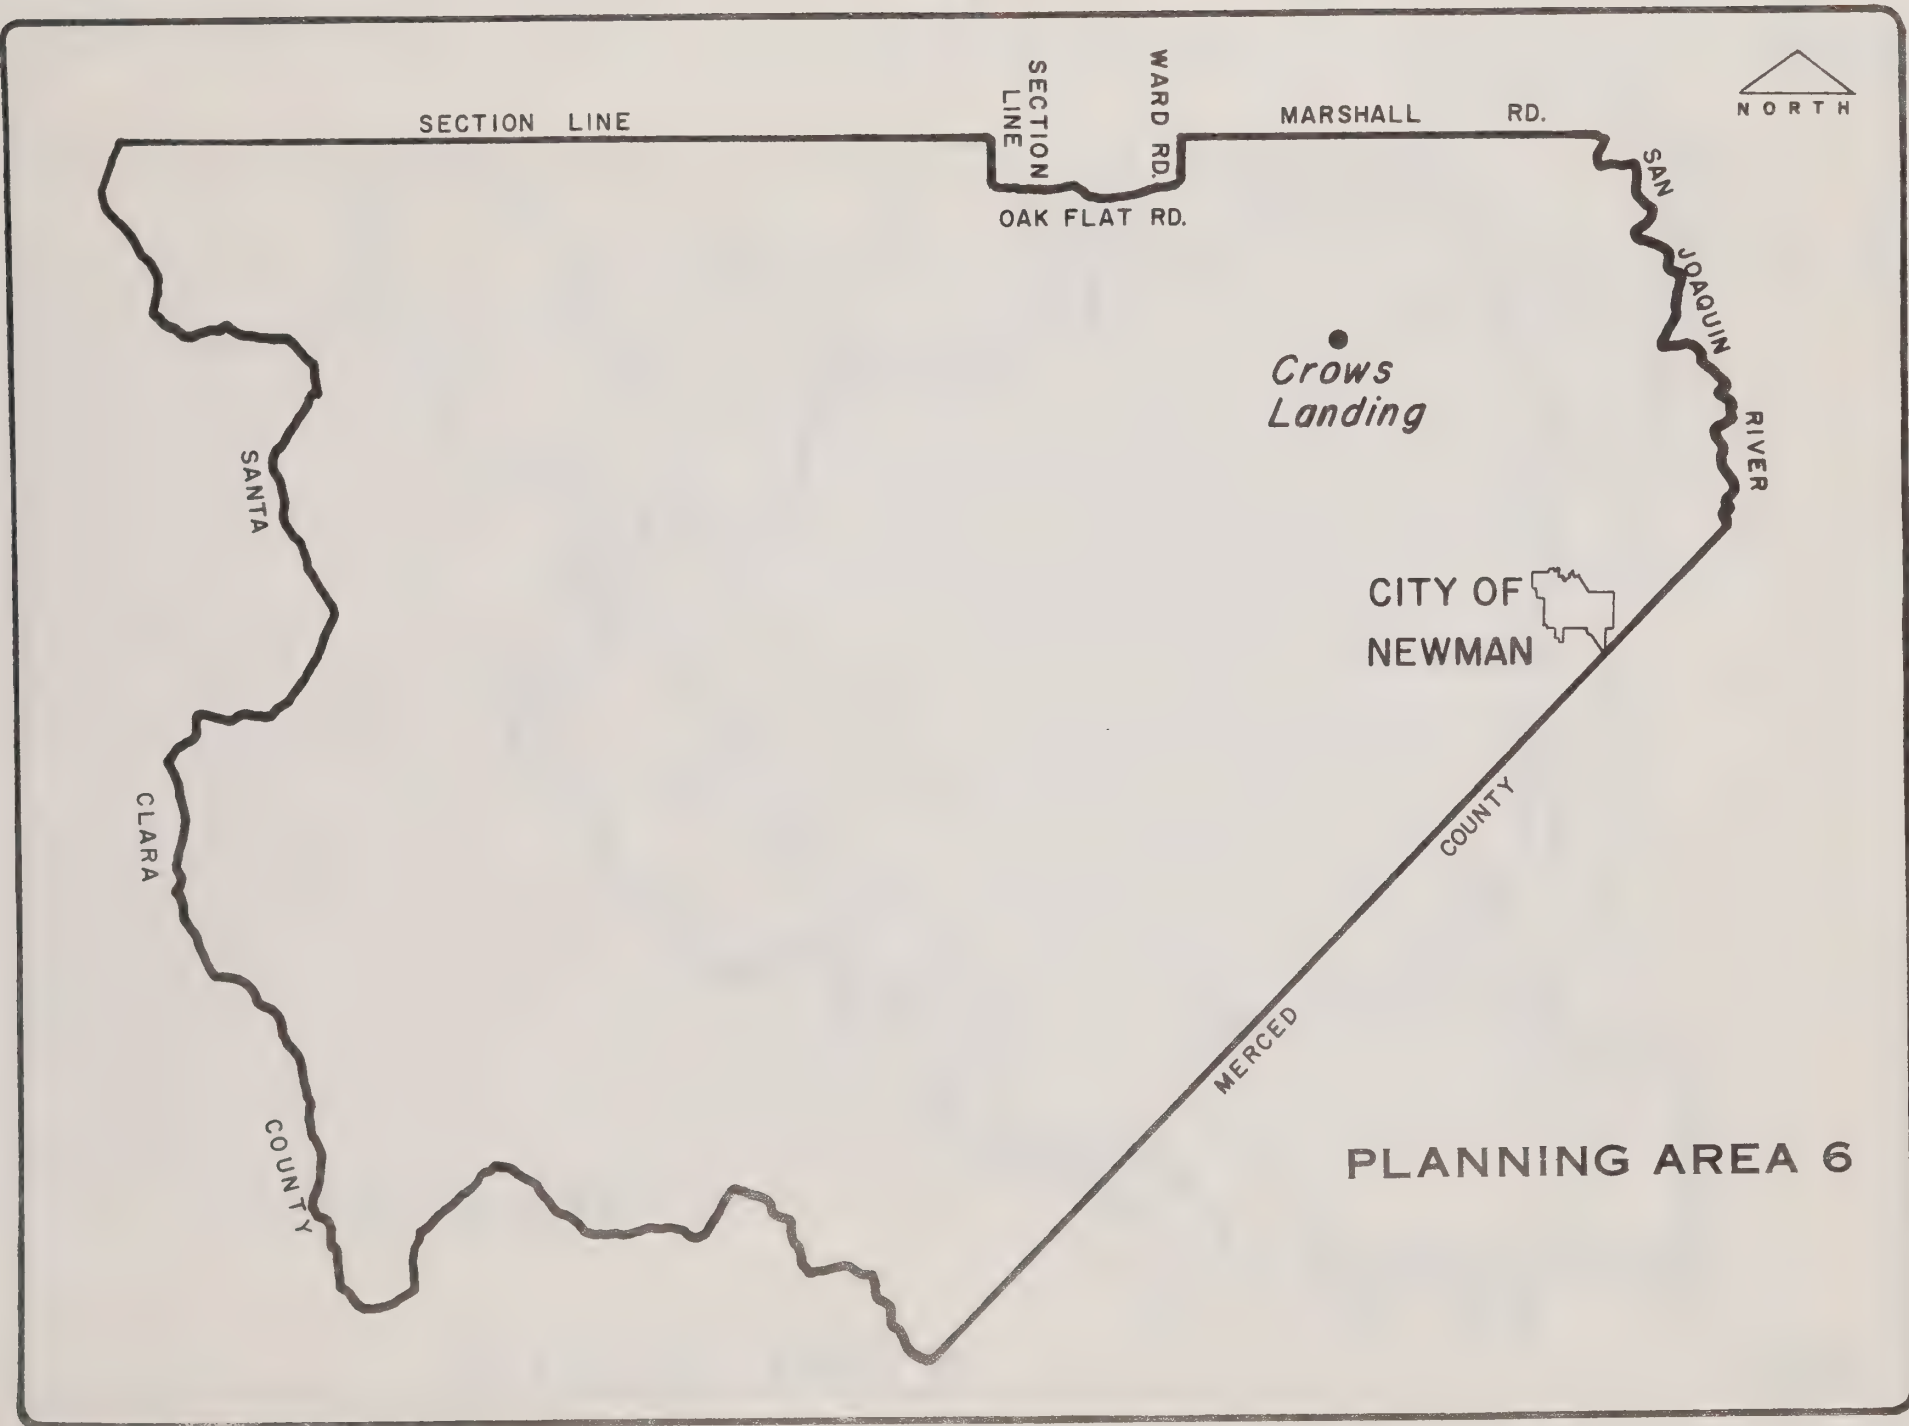 SECTION LINE
SECTION
LINE
WARD RD.
MARSHALL RD.
NORTH
OAK FLAT RD.
SAN JOAQUIN RIVER
Crows
Landing
SANTA CLARA COUNTY
CITY OF
NEWMAN
MERCED COUNTY
PLANNING AREA 6